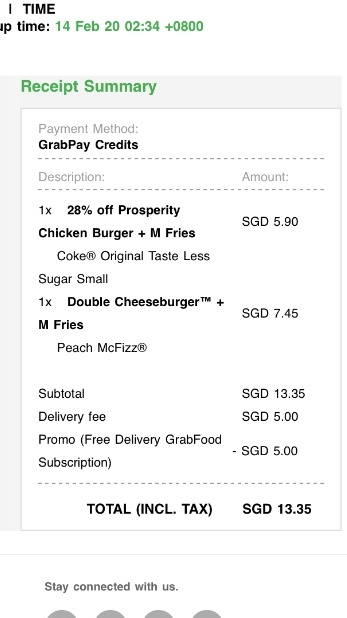 | TIME
up time: 14 Feb 20 02:34 +0800
Receipt Summary
Payment Method:
GrabPay Credits
Description: Amount:
1x 28% off Prosperity
Chicken Burger + M Fries
SGD 5.90
Coke® Original Taste Less
Sugar Small
1x Double Cheeseburger™ +
M Fries
SGD 7.45
Peach McFizz®
Subtotal SGD 13.35
Delivery fee SGD 5.00
Promo (Free Delivery GrabFood
Subscription)
- SGD 5.00
TOTAL (INCL. TAX) SGD 13.35
Stay connected with us.